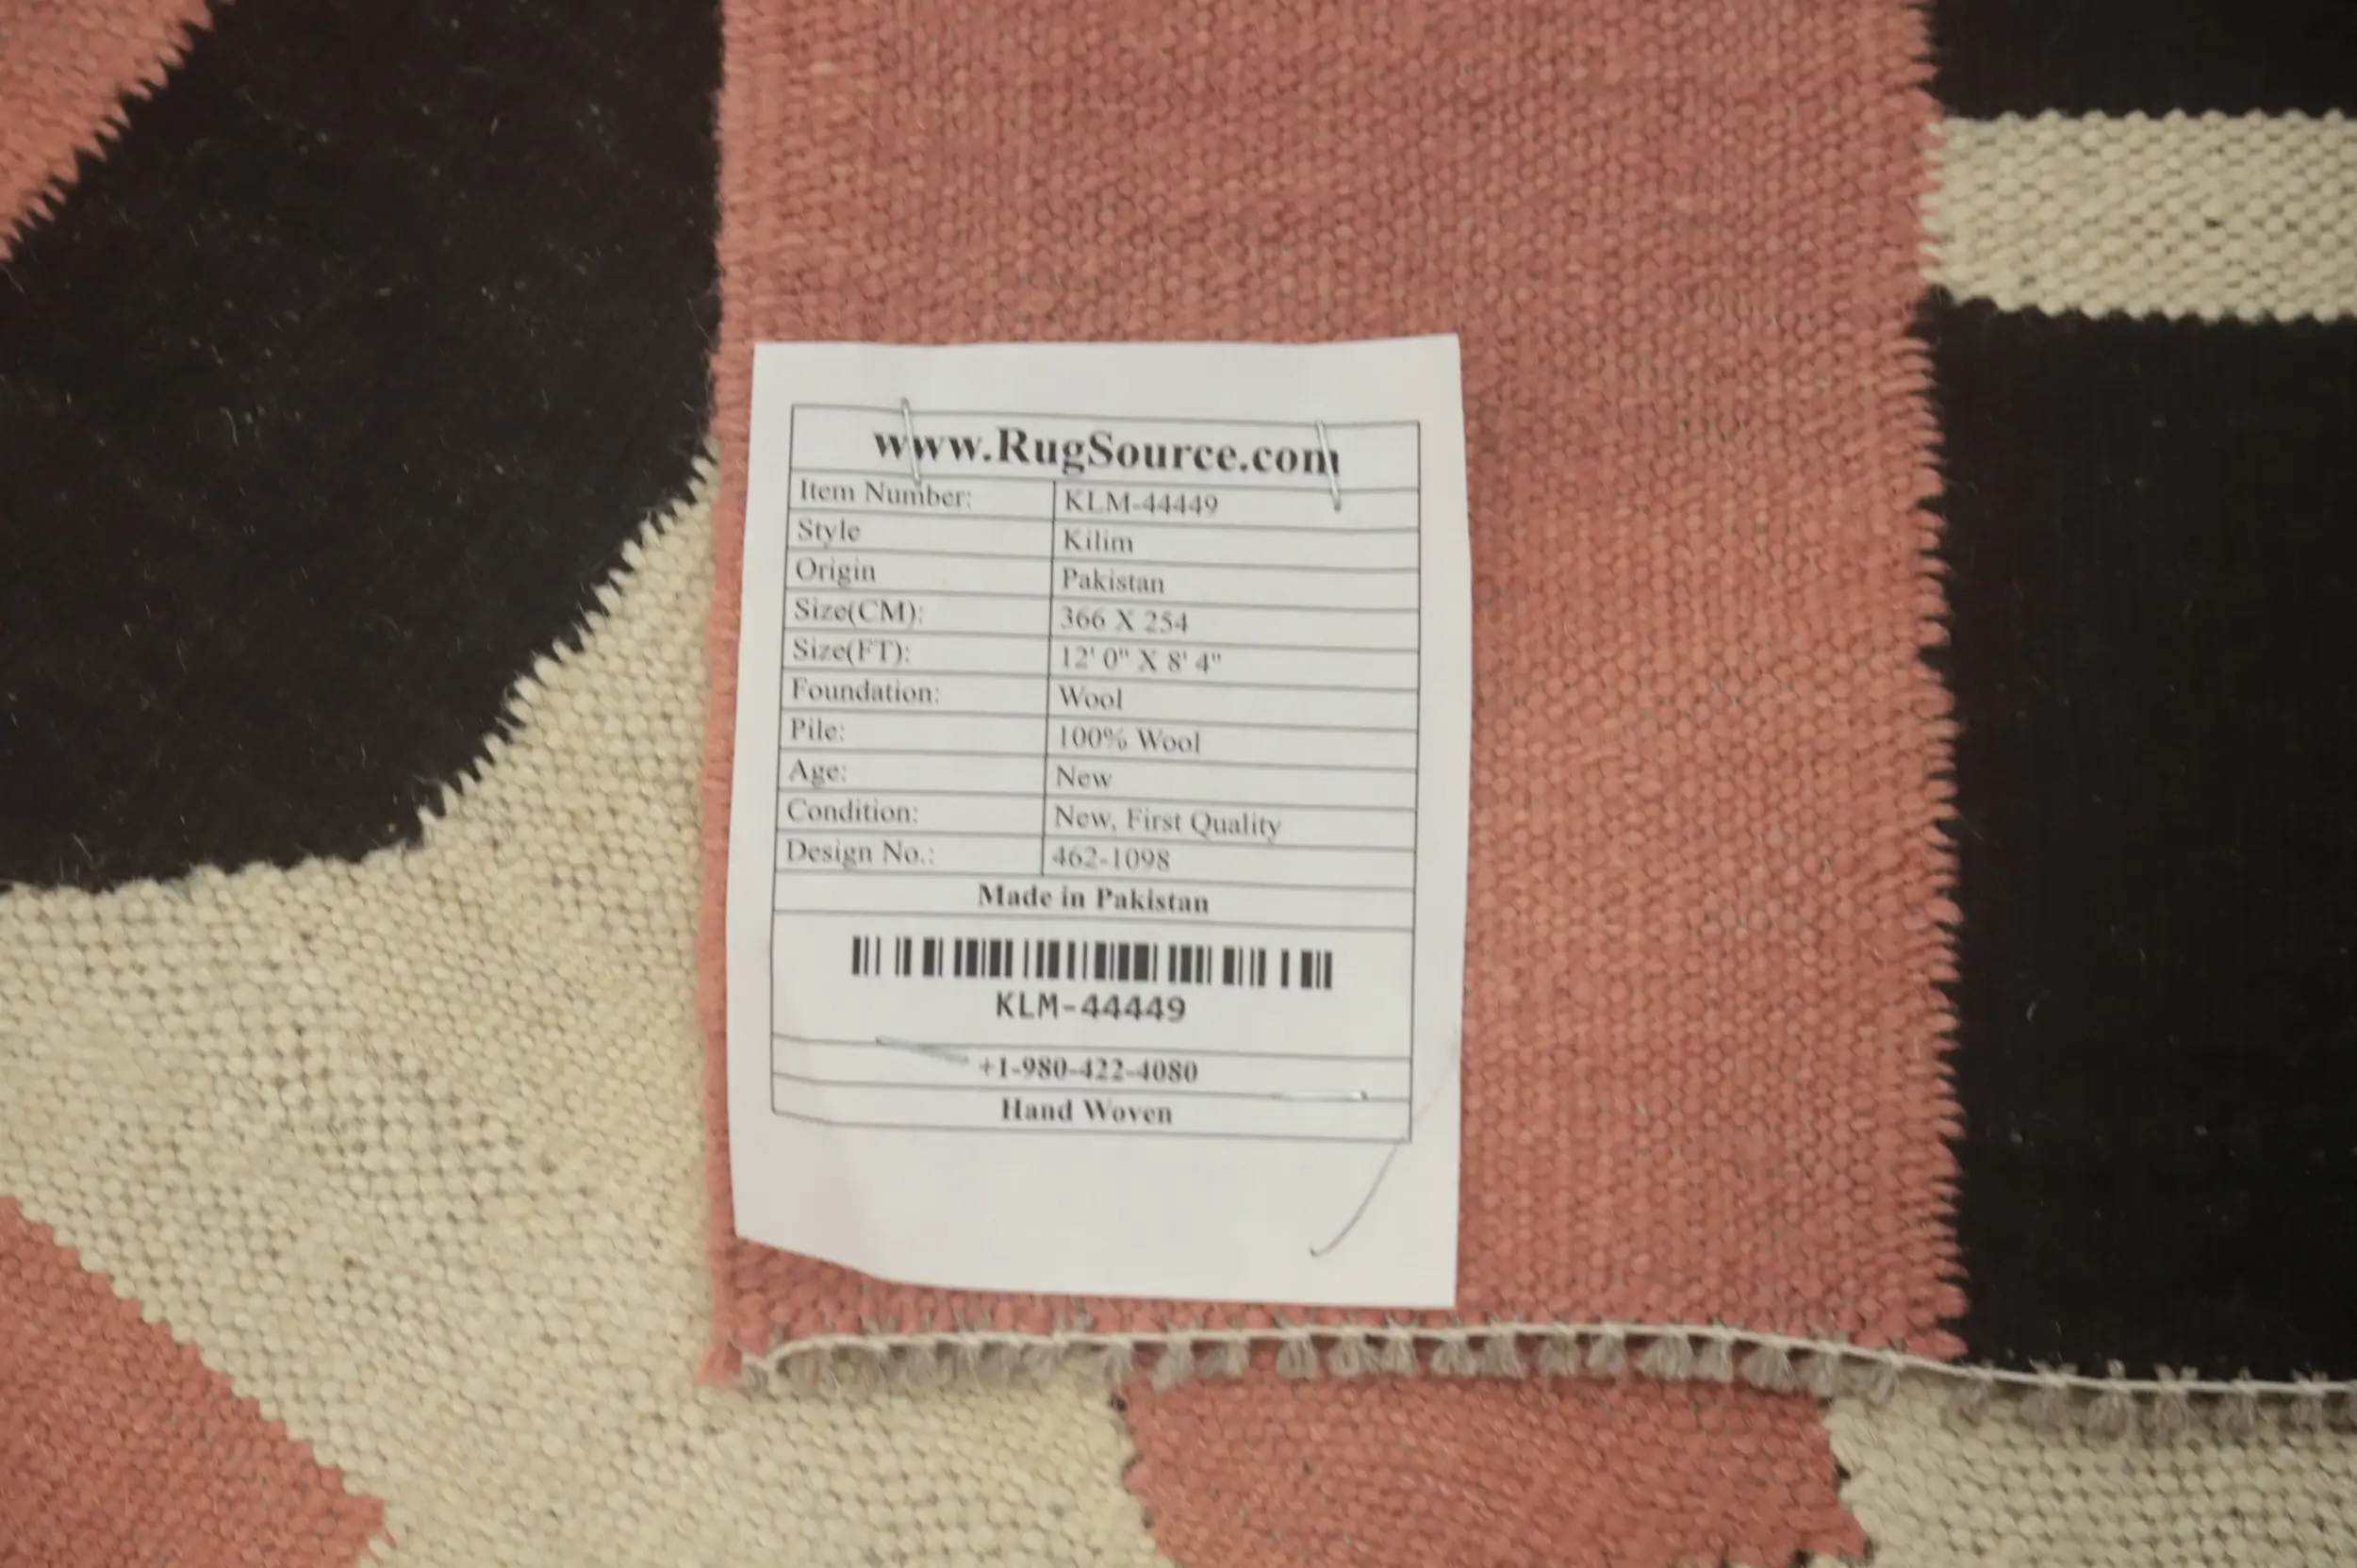 www.RugSource.com
Item Number: KLM-44449
Style Kilim
Origin Pakistan
Size(CM): 366 X 254
Size(FT): 12' 0" X 8' 4"
Foundation: Wool
Pile: 100% Wool
Age: New
Condition: New, First Quality
Design No.: 462-1098
Made in Pakistan
KLM-44449
+1-980-422-4080
Hand Woven